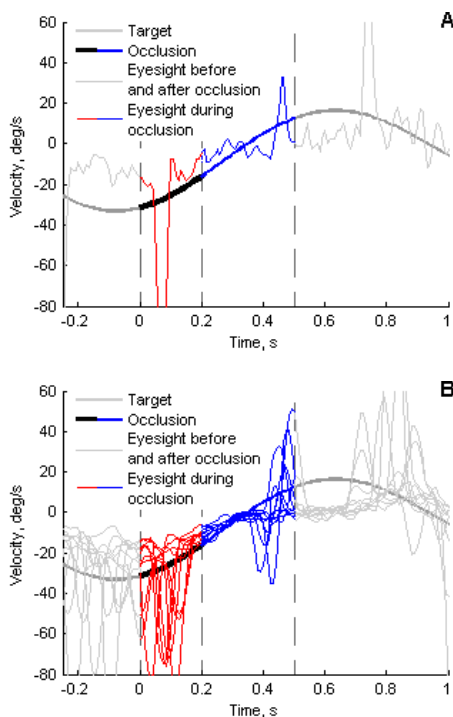 A
Target
Occlusion
Eyesight before
and after occlusion
Eyesight during
occlusion
Velocity, deg/s
60
40
20
0
-20
-40
-60
-80
-0.2 0 0.2 0.4 0.6 0.8 1
Time, s
B
Target
Occlusion
Eyesight before
and after occlusion
Eyesight during
occlusion
Velocity, deg/s
60
40
20
0
-20
-40
-60
-80
-0.2 0 0.2 0.4 0.6 0.8 1
Time, s